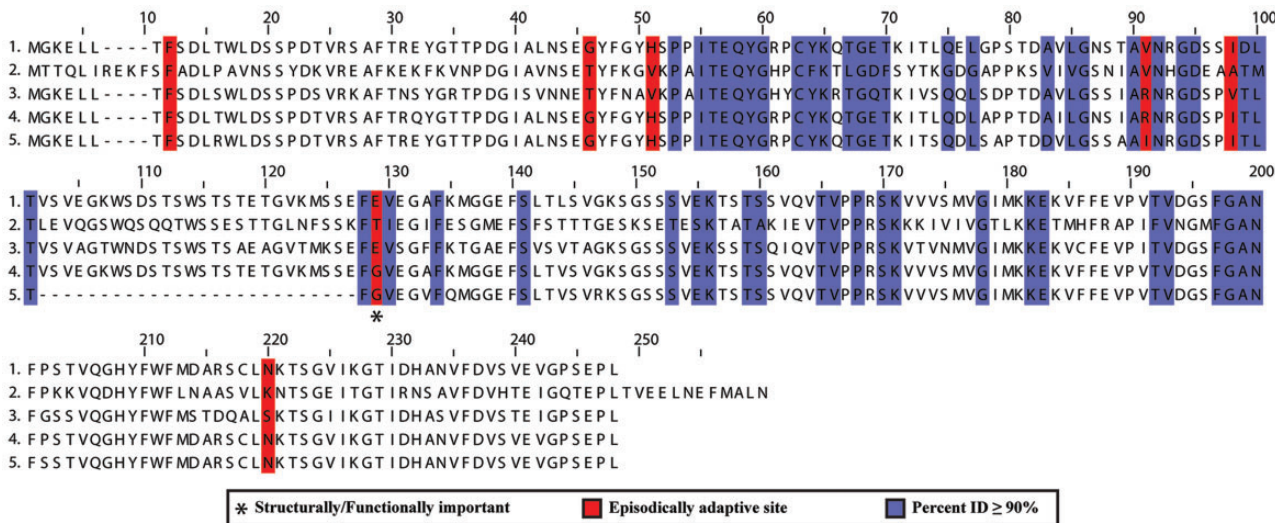 10 20 30 40 50 60 70 80 90 100
1. MGKELL----TFSDLTWLDSSPDTVRSAFTREYGTTPDGIALNSEGYFGYHSPPITEQYGRPCYKQTGETKITLQELGPSTDAVLGNSTAVNRGDSSIDL
2. MTTQLIREKFSFADLPAVNSSYDKVREAFKEKFKVNPDGIAVNSETYFKGVKPAITEQYGHPCFKTLGDFSYTKGDGAPPKSVIVGSNIAVNHGDEAATM
3. MGKELL----TFSDLSWLDSSPDSVRKAFTNSYGRTPDGISVNNETYFNAVKPAITEQYGHYCYKRTGQTKIVSQQLSDPTDAVLGSSIARNRGDSPVTL
4. MGKELL----TFSDLSWLDSSPDTVRSAFTRQYGTTPDGIALNSEGYFGYHSPPITEQYGRPCYKQTGETKITQQDLAPPTDAILGNSIARNRGDSPITL
5. MGKELL----TFSDLRWLDSSPDSVRKAFTREYGTTPDGIALNSEGYFGYHSPPITEQYGRPCYKQTGETKITSQDLSAPTDDVLGSSAAINRGDSPITL
110 120 130 140 150 160 170 180 190 200
1. TVSVEGKWSDSTSWSTSTETGVKMSSEFEVEGAFKMGGEFSLTLSVGKSGSSSVEKTSTSSVQVTVPPRSKVVVSMVGIMKKEKVFFEVPVTVDGSFGAN
2. TLEVQGSWQSQQTWSSESTTGLNFSSKFTIEGIFESGMEFSFSTTTGESKSETESKTATAKIEVTVPPRSKKKIVIVGTLKKETMHFRAPIFVNGMFGAN
3. TVSVAGTWNDSTSWSTSAEAGVTMKSEFEVSGFFKTGAEFSVSVTAGKSGSSSVEKSSTSQIQVTVPPRSKVTVNMVGIMKKEKVCFEVPITVDGSFGAN
4. TVSVEGKWSDSTSWSTSTETGVKMSSEFGVEGAFKMGGEFSLTVSVGKSGSSSVEKTSTSSVQVTVPPRSKVVVSMVGIMKKEKVFFEVPVTVDGSFGAN
5. T--------------------------FGVEGVFQMGGEFSLTVSVRKSGSSSVEKTSTSSVQVTVPPRSKVVVSMVGIMKKEKVFFEVPVTVDGSFGAN
*
210 220 230 240 250
1. FPSTVQGHYFWFMDARSCLNKTSGVIKGTIDHANVFDVSVEVGPSEPL
2. FPKKVQDHYFWFLNAASVLKNTSGEITGTIRNSAVFDVHTEIGQTEPLTVEELNEFMALN
3. FGSSVQGHYFWFMSTDQALSKTSGIIKGTIDHASVFDVSTEIGPSEPL
4. FPSTVQGHYFWFMDARSCLNKTSGVIKGTIDHANVFDVSVEVGPSEPL
5. FSSTVQGHYFWFMDARSCLNKTSGVIKGTIDHANVFDVSVEVGPSEPL
* Structurally/Functionally important Episodically adaptive site Percent ID ≥ 90%